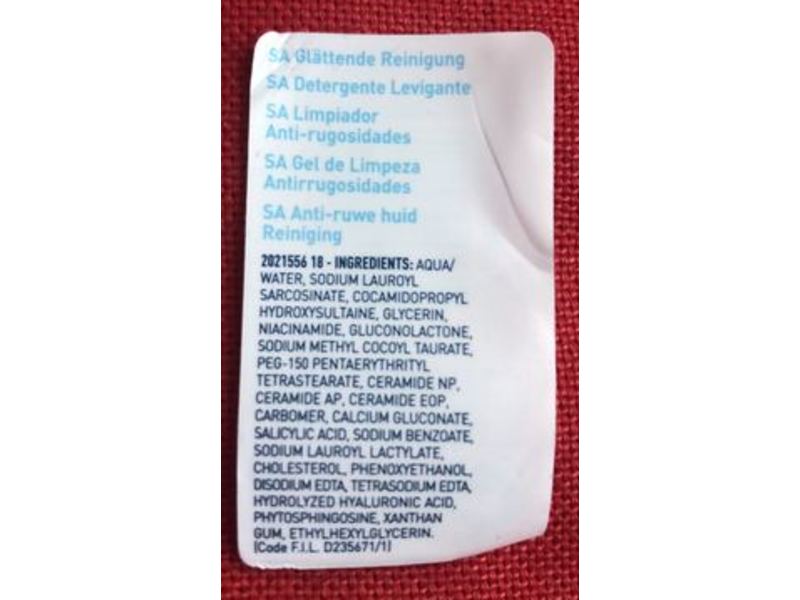 SA Glättende Reinigung
SA Detergente Levigante
SA Limpiador
Anti-rugosidades
SA Gel de Limpeza
Antirrugosidades
SA Anti-ruwe huid
Reiniging
2021556 18 - INGREDIENTS: AQUA/
WATER, SODIUM LAUROYL
SARCOSINATE, COCAMIDOPROPYL
HYDROXYSULTAINE, GLYCERIN,
NIACINAMIDE, GLUCONOLACTONE,
SODIUM METHYL COCOYL TAURATE,
PEG-150 PENTAERYTHRITYL
TETRASTEARATE, CERAMIDE NP,
CERAMIDE AP, CERAMIDE EOP,
CARBOMER, CALCIUM GLUCONATE,
SALICYLIC ACID, SODIUM BENZOATE,
SODIUM LAUROYL LACTYLATE,
CHOLESTEROL, PHENOXYETHANOL,
DISODIUM EDTA, TETRASODIUM EDTA,
HYDROLYZED HYALURONIC ACID,
PHYTOSPHINGOSINE, XANTHAN
GUM, ETHYLHEXYLGLYCERIN.
(Code F.I.L. D235671/1)